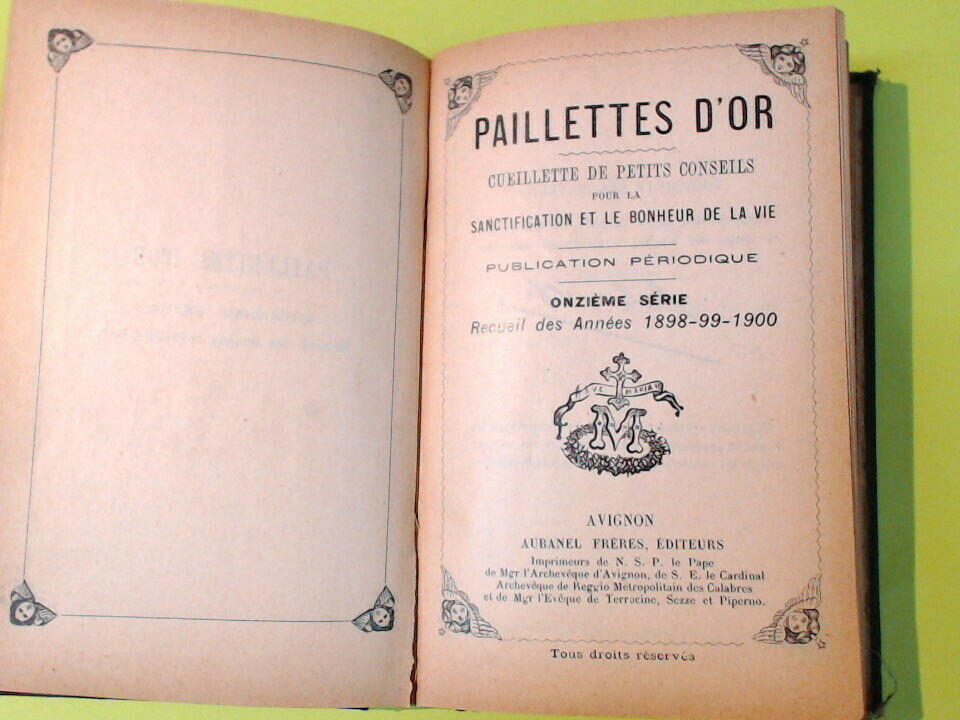 PAILLETTES D'OR
CUEILLETTE DE PETITS CONSEILS
POUR LA
SANCTIFICATION ET LE BONHEUR DE LA VIE
PUBLICATION PÉRIODIQUE
ONZIÈME SÉRIE
Recueil des Années 1898-99-1900
AVE MARIA
M
AVIGNON
AUBANEL FRÈRES, ÉDITEURS
Imprimeurs de N. S. P. le Pape
de Mgr l'Archevêque d'Avignon, de S. E. le Cardinal
Archevêque de Reggio Metropolitain des Calabres
et de Mgr l'Evêque de Terracine, Sezze et Piperno.
Tous droits réservés